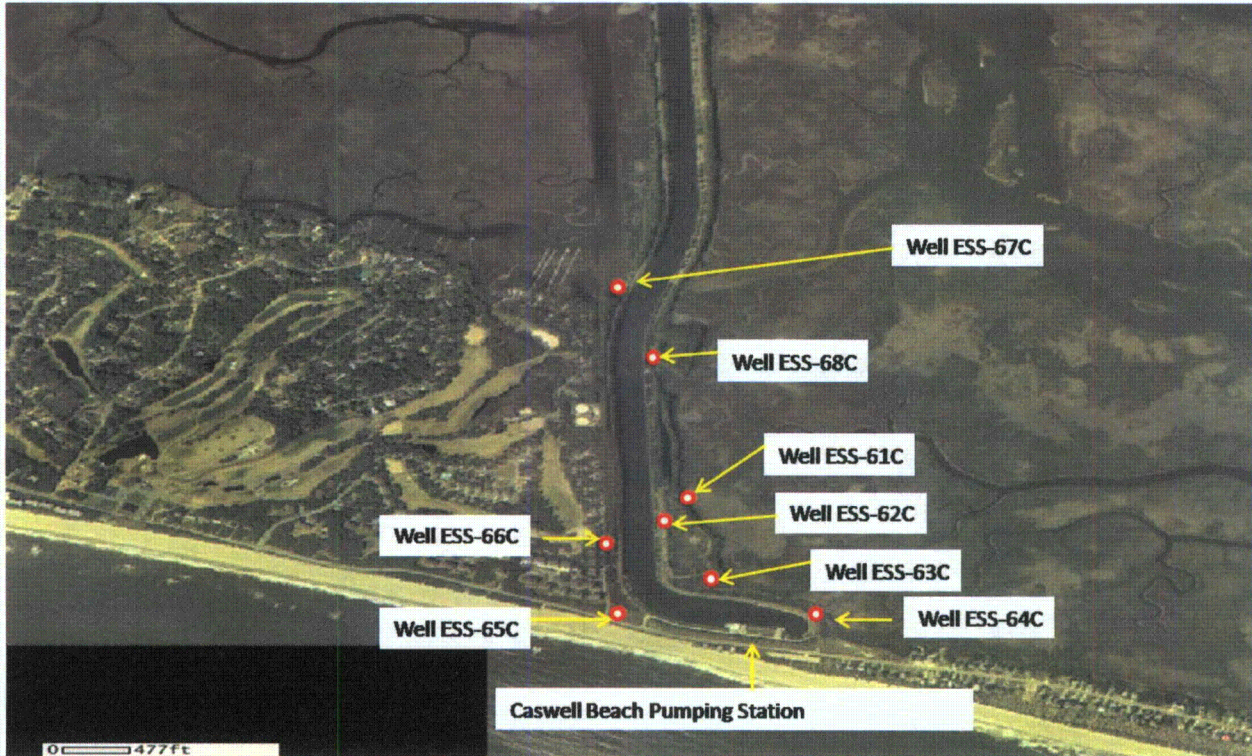 Well ESS-67C
Well ESS-68C
Well ESS-61C
Well ESS-62C
Well ESS-66C
Well ESS-63C
Well ESS-64C
Well ESS-65C
Caswell Beach Pumping Station
0 477ft